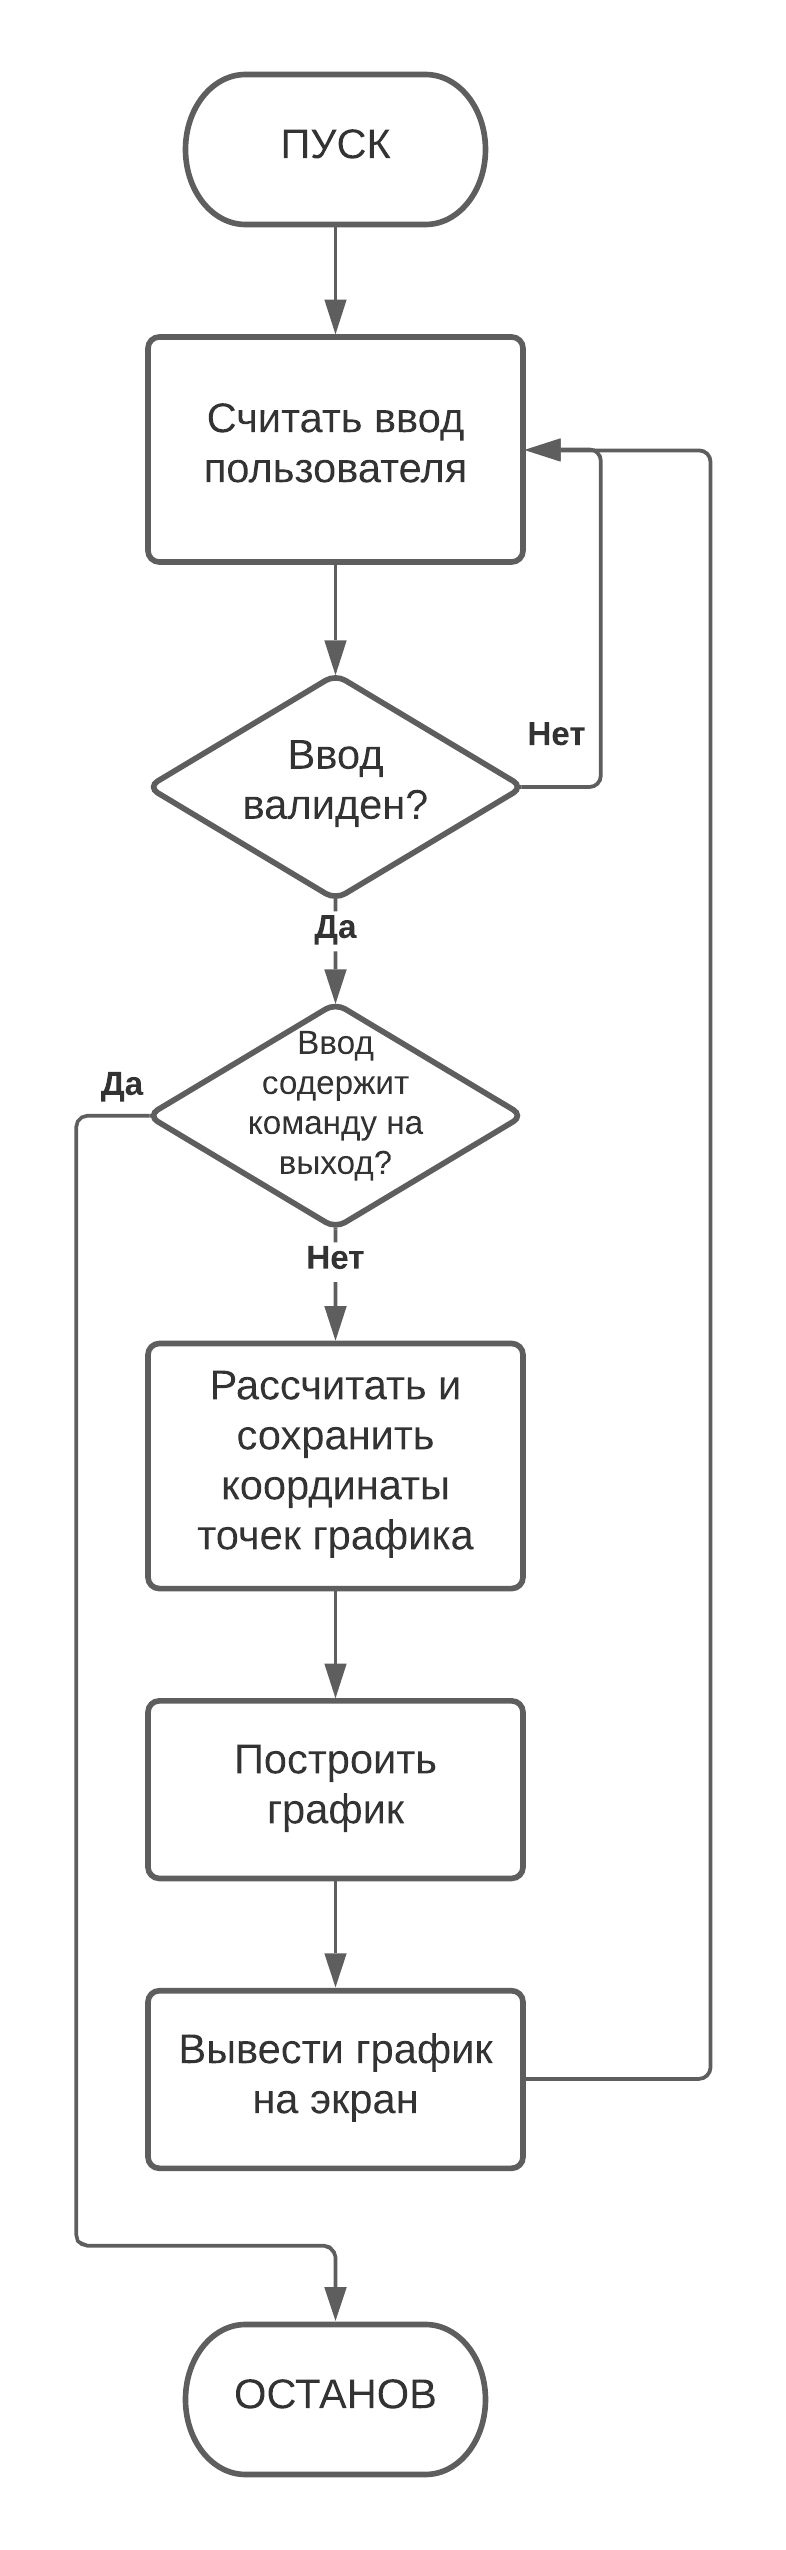 ПУСК
Считать ввод
пользователя
Ввод
валиден?
Нет
Да
Ввод
содержит
команду на
выход?
Да
Нет
Рассчитать и
сохранить
координаты
точек графика
Построить
график
Вывести график
на экран
ОСТАНОВ